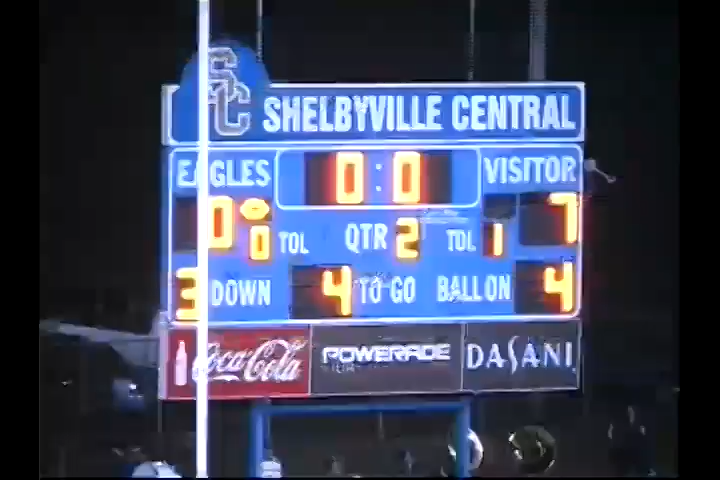 SC SHELBYVILLE CENTRAL
EAGLES 0:0 VISITOR
0 0 TOL QTR 2 TOL 1 7
3 DOWN 4 TO GO BALL ON 4
Coca-Cola POWERADE DASANI